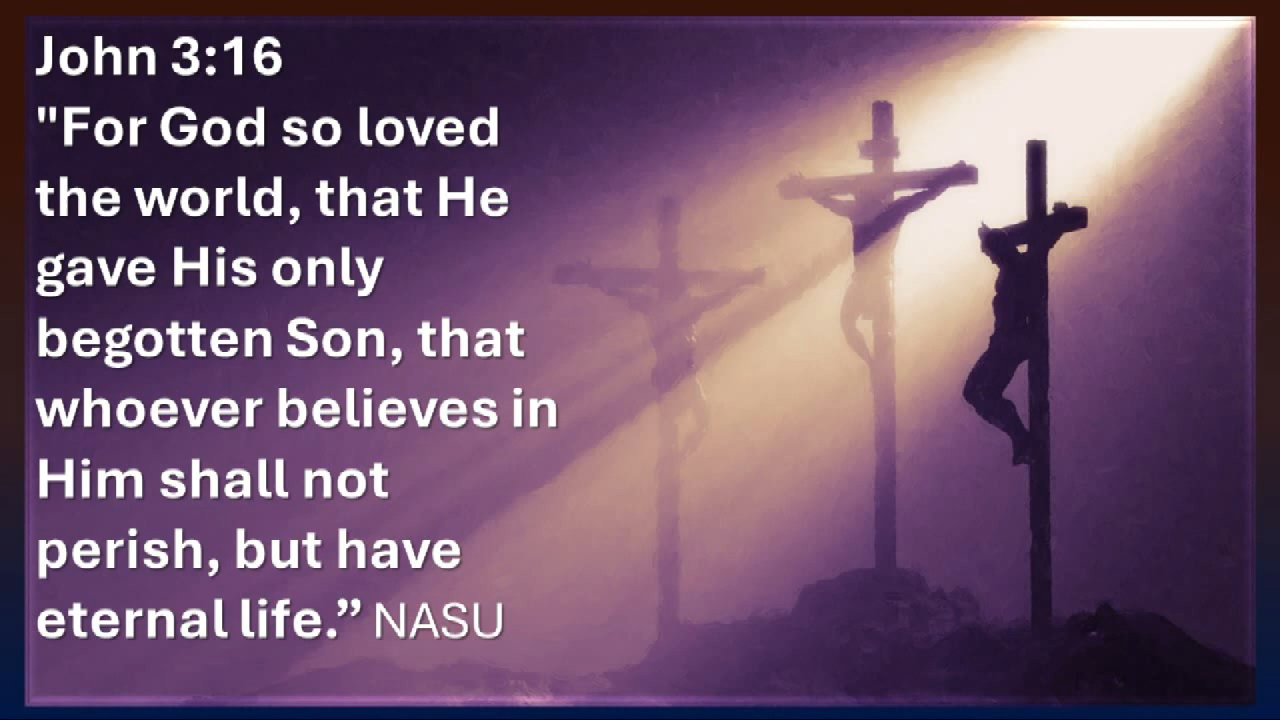 John 3:16
"For God so loved
the world, that He
gave His only
begotten Son, that
whoever believes in
Him shall not
perish, but have
eternal life.” NASU